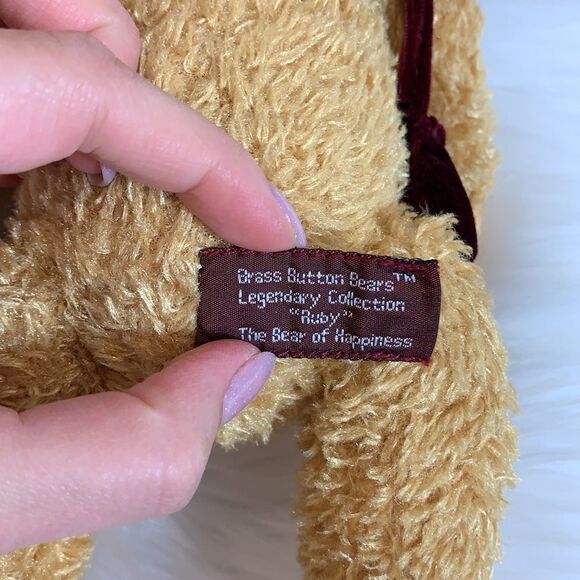 Brass Button Bears™
Legendary Collection
“Ruby”
The Bear of Happiness